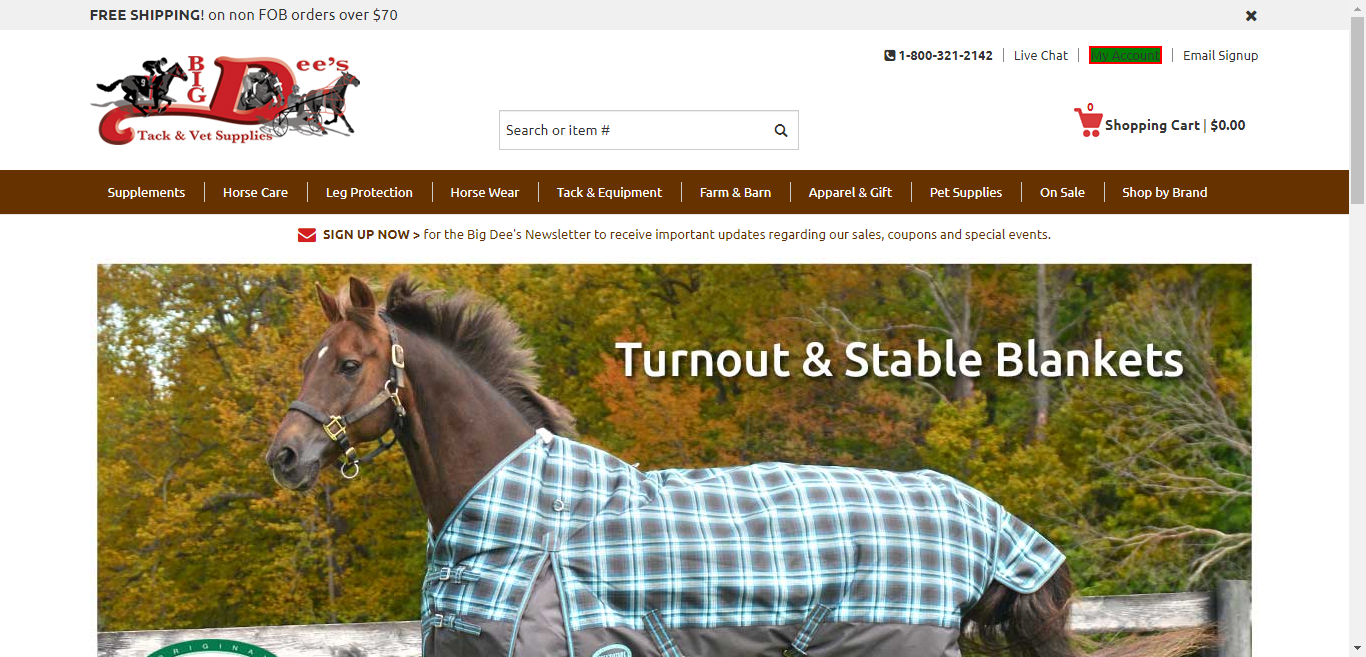 FREE SHIPPING! on non FOB orders over $70
1-800-321-2142
Live Chat
My Account
Email Signup
BIG Dee's
Tack & Vet Supplies
Search or item #
0
Shopping Cart | $0.00
Supplements
Horse Care
Leg Protection
Horse Wear
Tack & Equipment
Farm & Barn
Apparel & Gift
Pet Supplies
On Sale
Shop by Brand
SIGN UP NOW > for the Big Dee's Newsletter to receive important updates regarding our sales, coupons and special events.
Turnout & Stable Blankets
ORIGINA